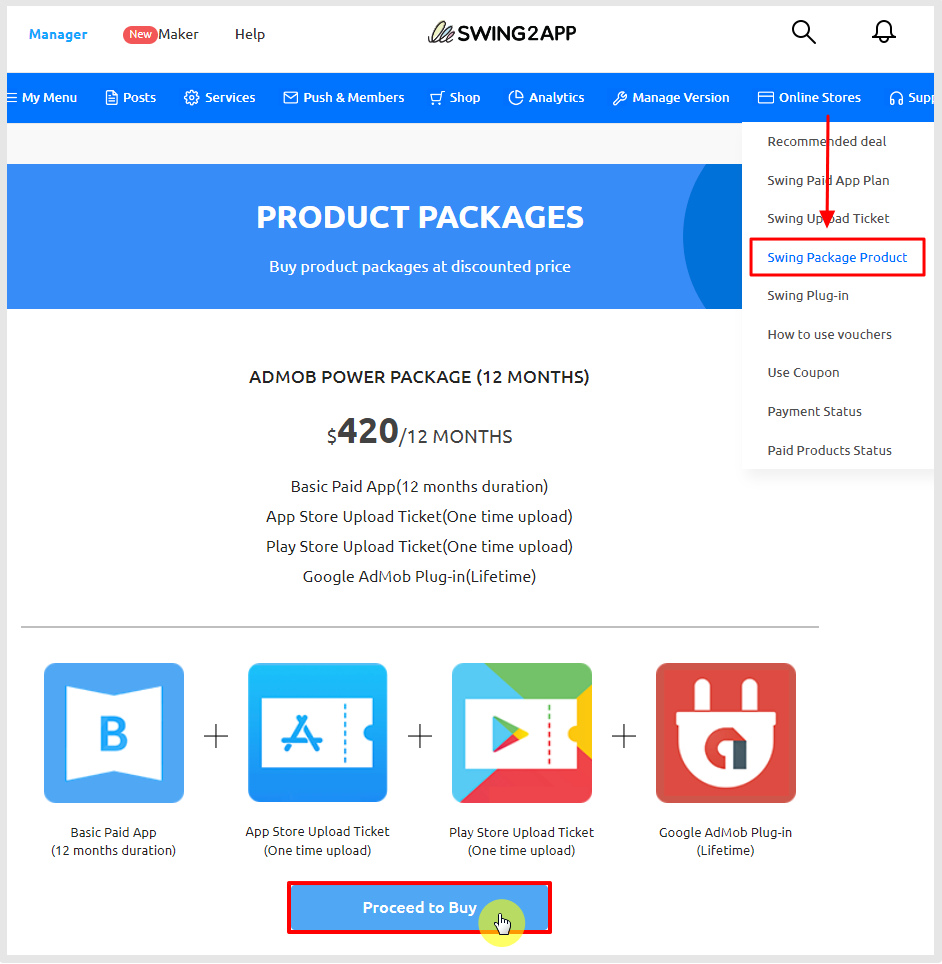 Manager New Maker Help SWING2APP
My Menu Posts Services Push & Members Shop Analytics Manage Version Online Stores Supp
Recommended deal
Swing Paid App Plan
Swing Upload Ticket
Swing Package Product
Swing Plug-in
How to use vouchers
Use Coupon
Payment Status
Paid Products Status
PRODUCT PACKAGES
Buy product packages at discounted price
ADMOB POWER PACKAGE (12 MONTHS)
$420/12 MONTHS
Basic Paid App(12 months duration)
App Store Upload Ticket(One time upload)
Play Store Upload Ticket(One time upload)
Google AdMob Plug-in(Lifetime)
B
Basic Paid App
(12 months duration)
App Store Upload Ticket
(One time upload)
Play Store Upload Ticket
(One time upload)
Google AdMob Plug-in
(Lifetime)
Proceed to Buy